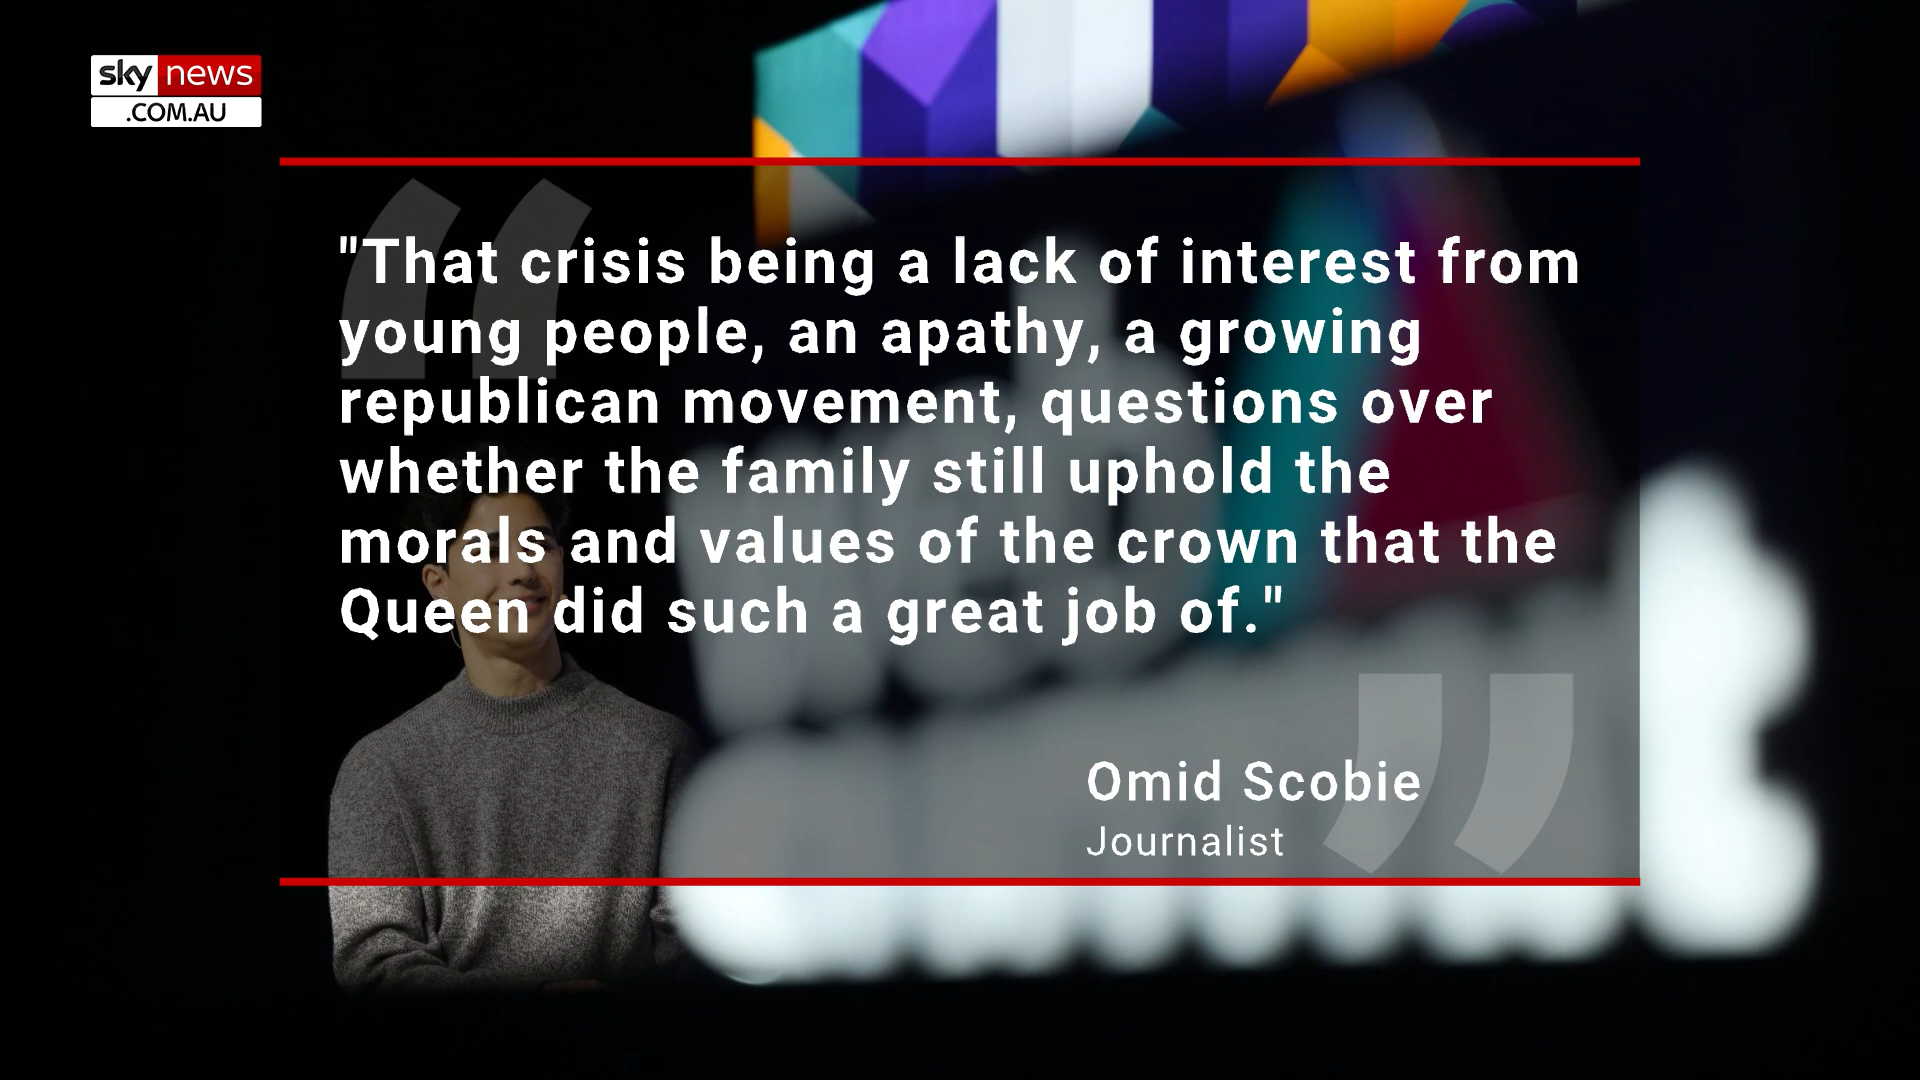 sky news
.COM.AU
"That crisis being a lack of interest from
young people, an apathy, a growing
republican movement, questions over
whether the family still uphold the
morals and values of the crown that the
Queen did such a great job of."
Omid Scobie
Journalist